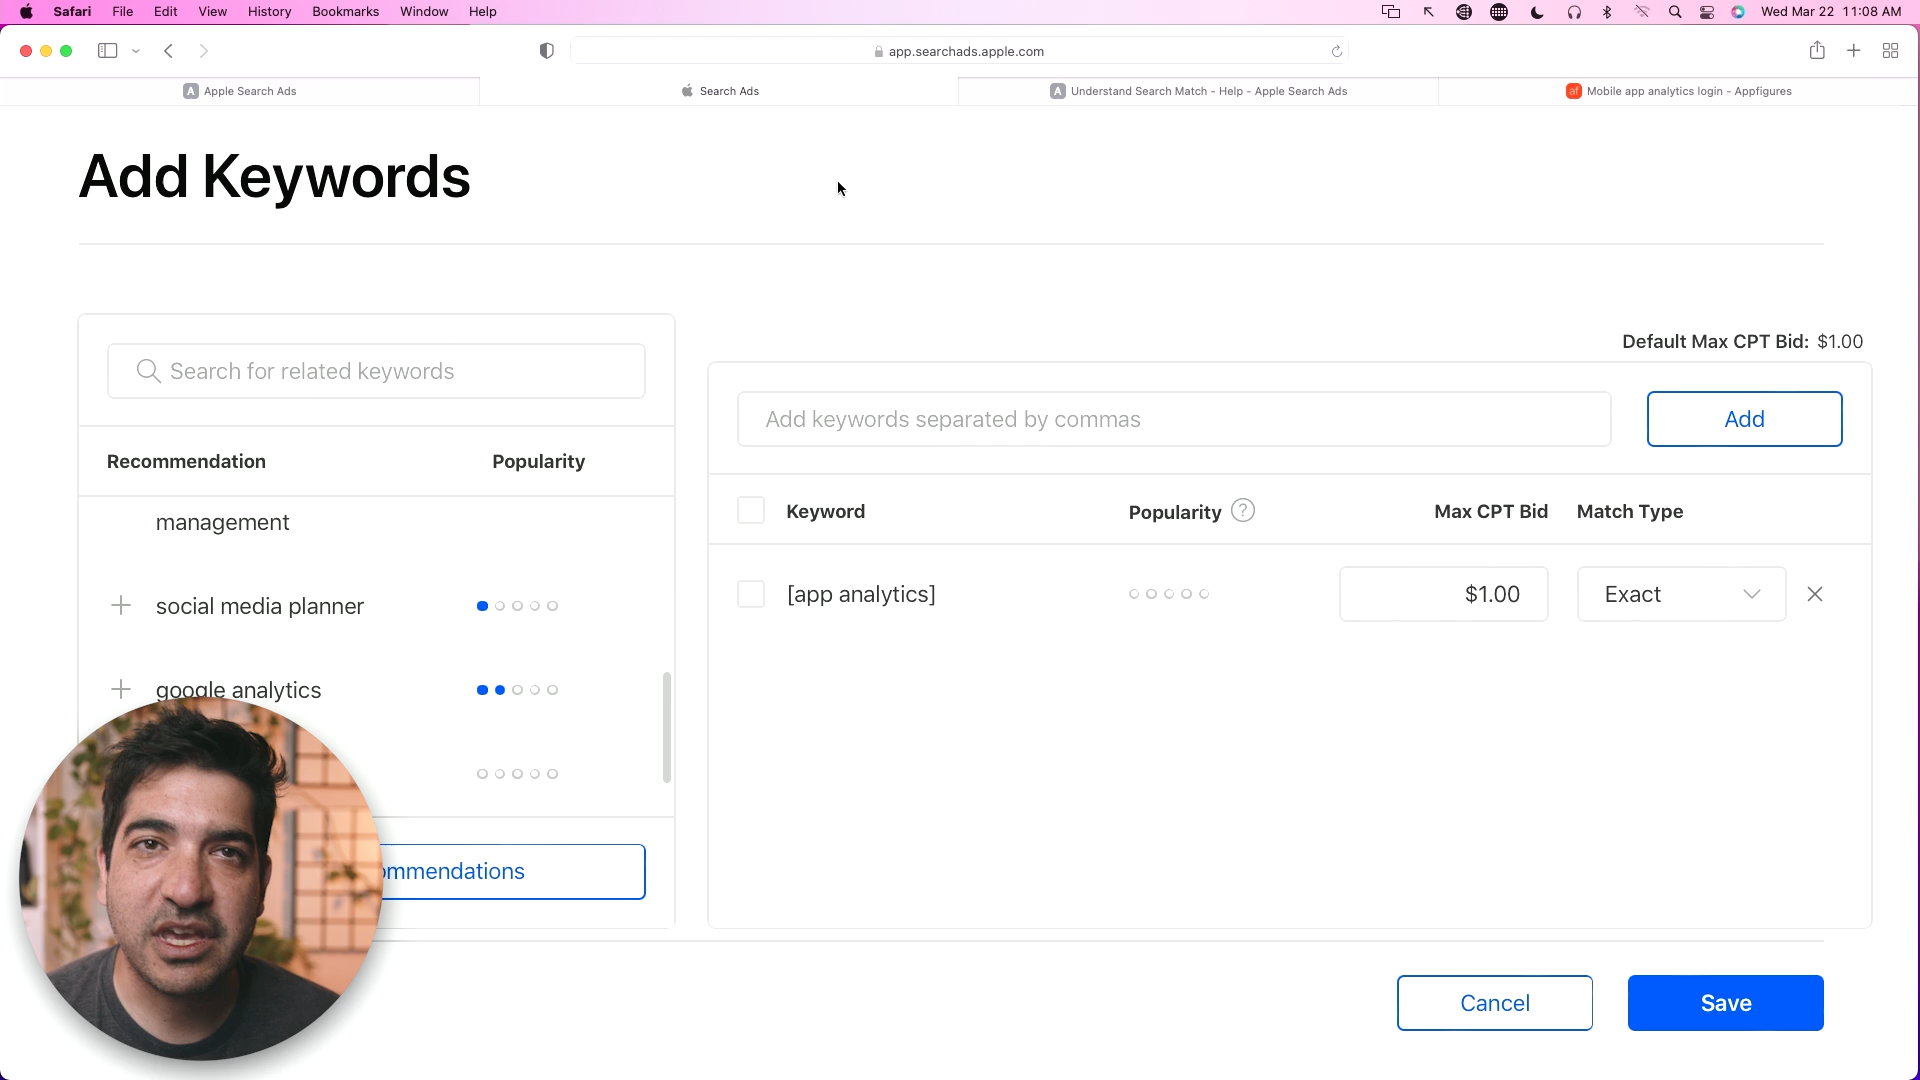 Safari File Edit View History Bookmarks Window Help Wed Mar 22 11:08 AM
app.searchads.apple.com
A Apple Search Ads Search Ads A Understand Search Match - Help - Apple Search Ads af Mobile app analytics login - Appfigures
Add Keywords
Default Max CPT Bid: $1.00
Search for related keywords
Add keywords separated by commas Add
Recommendation Popularity
Keyword Popularity ? Max CPT Bid Match Type
management
[app analytics] $1.00 Exact
social media planner
google analytics
ommendations
Cancel Save